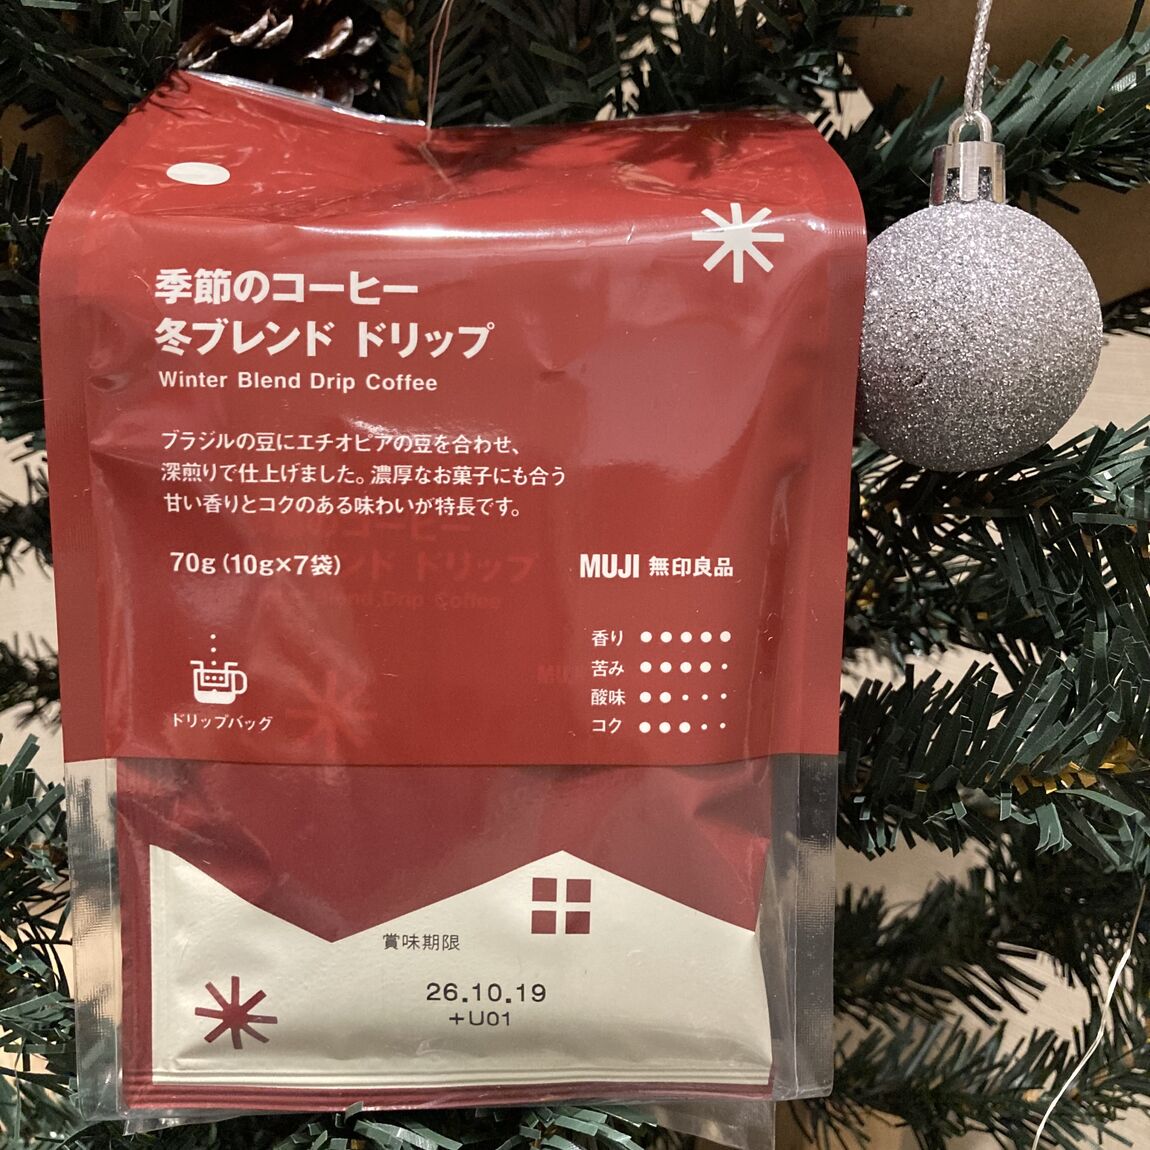 季節のコーヒー
冬ブレンド ドリップ
Winter Blend Drip Coffee
ブラジルの豆にエチオピアの豆を合わせ、
深煎りで仕上げました。濃厚なお菓子にも合う
甘い香りとコクのある味わいが特長です。
70g(10g×7袋)
MUJI 無印良品
香り
苦み
酸味
コク
ドリップバッグ
賞味期限
26.10.19
+U01